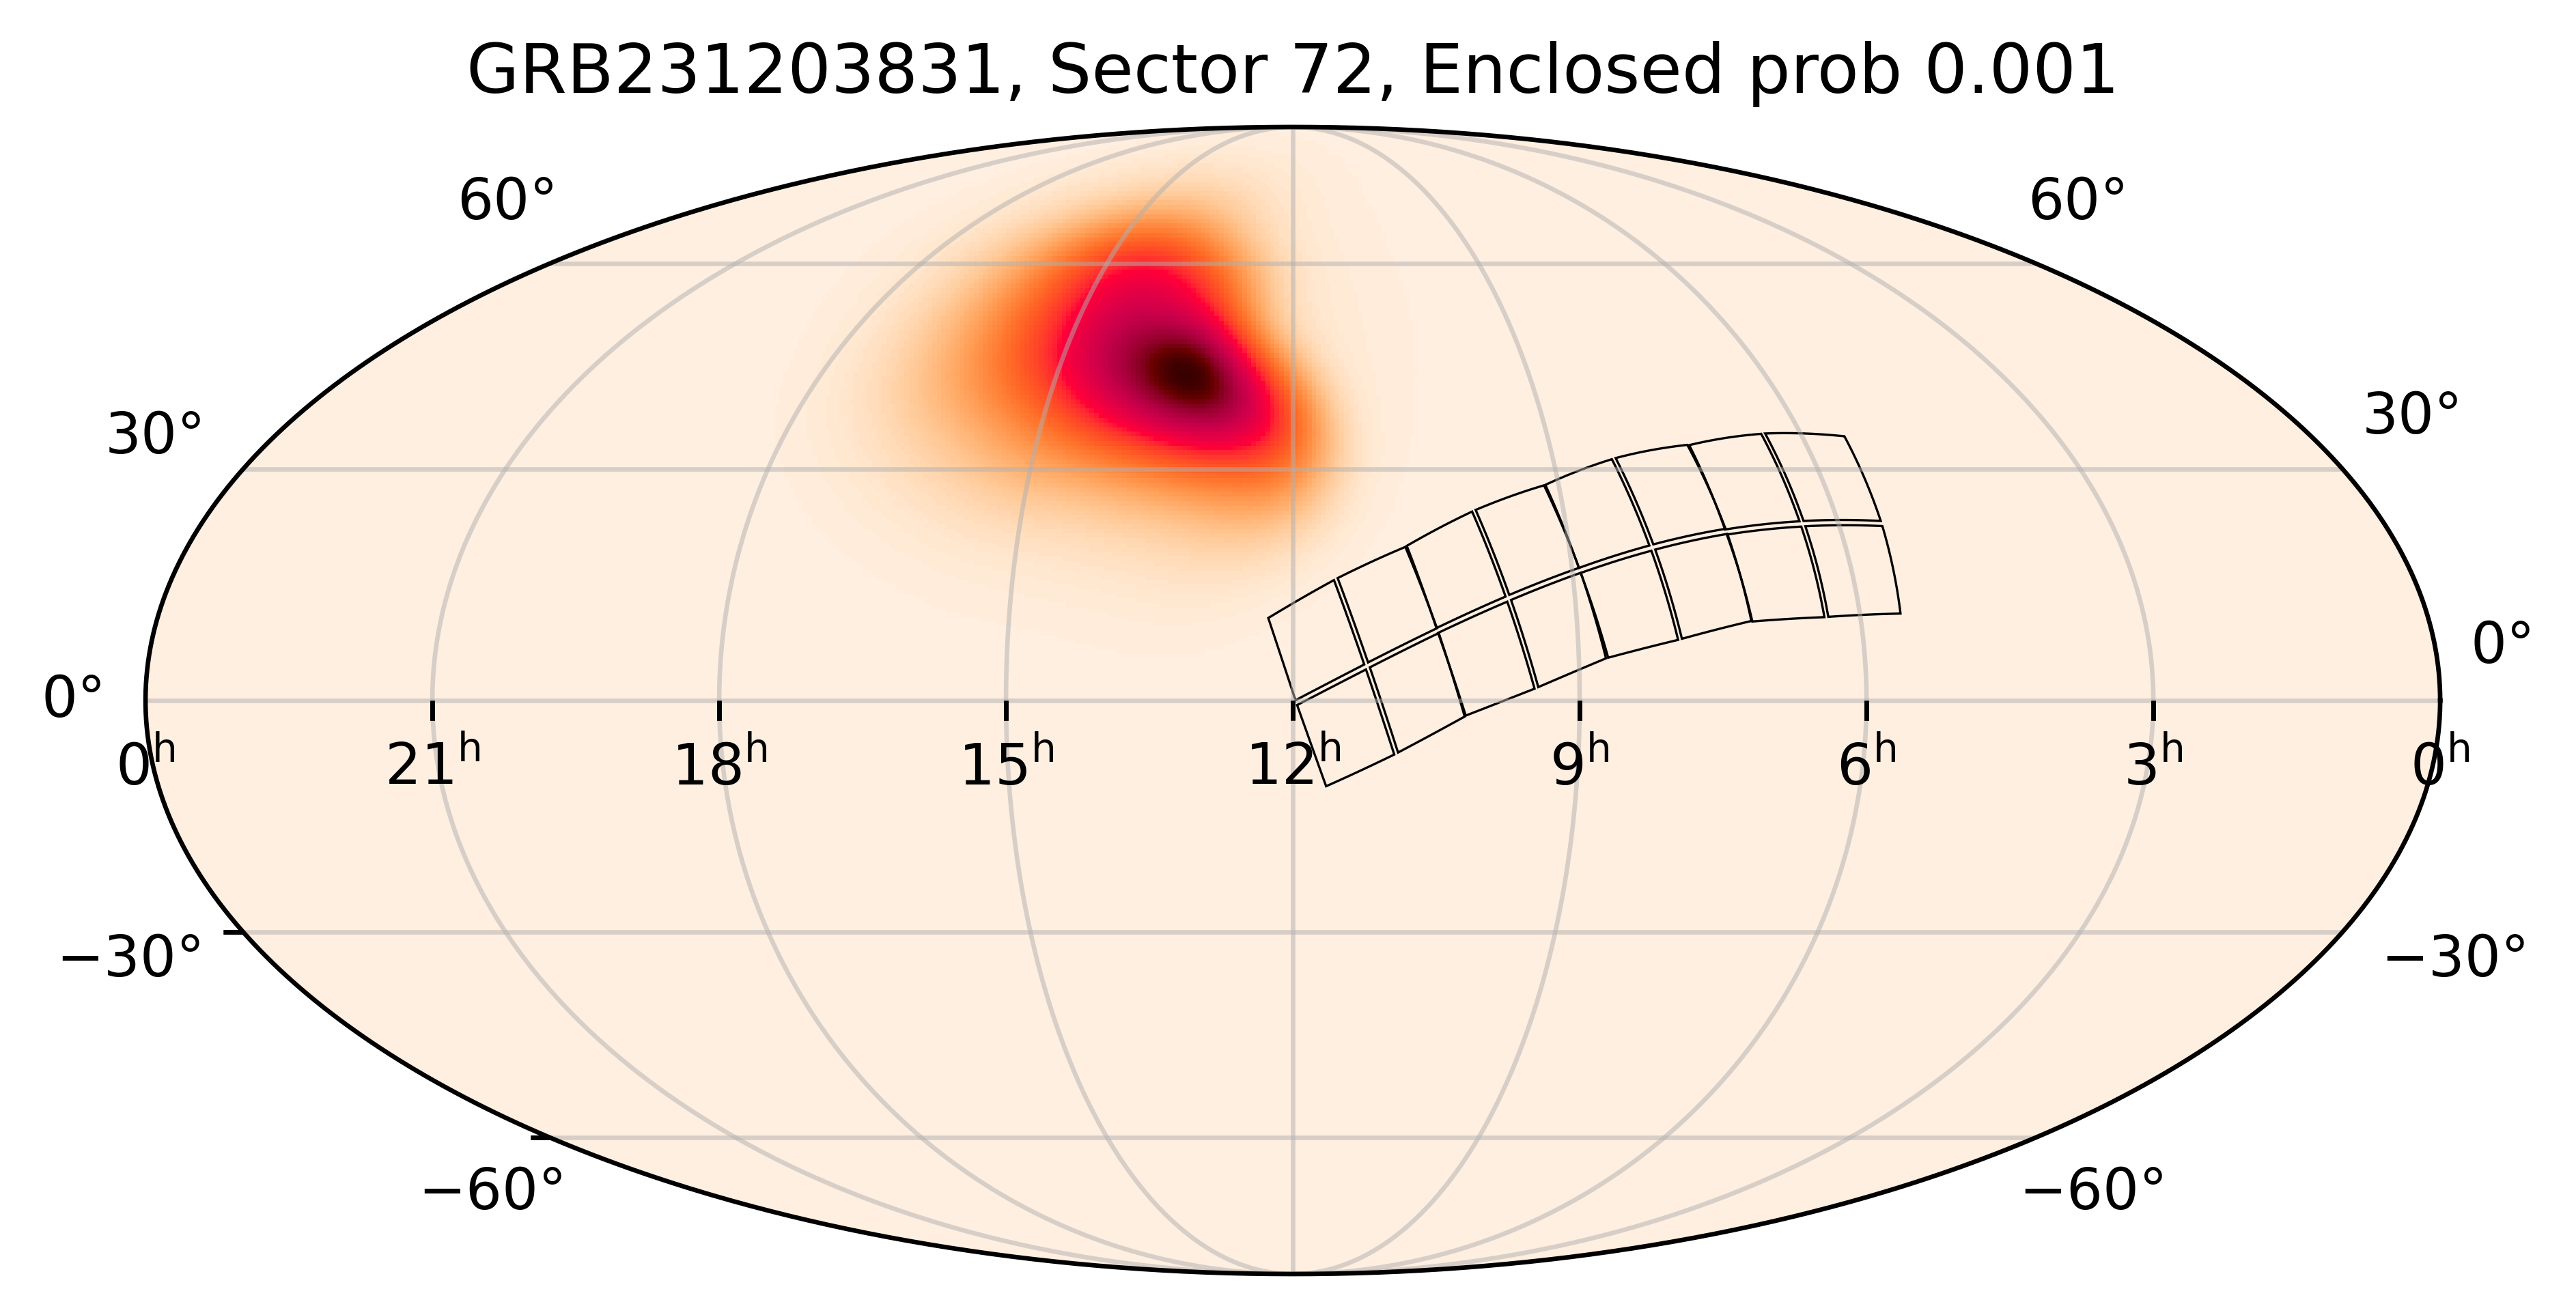 GRB231203831, Sector 72, Enclosed prob 0.001
60° 60°
30° 30°
0° 0°
0ʰ 21ʰ 18ʰ 15ʰ 12ʰ 9ʰ 6ʰ 3ʰ 0ʰ
−30° −30°
−60° −60°